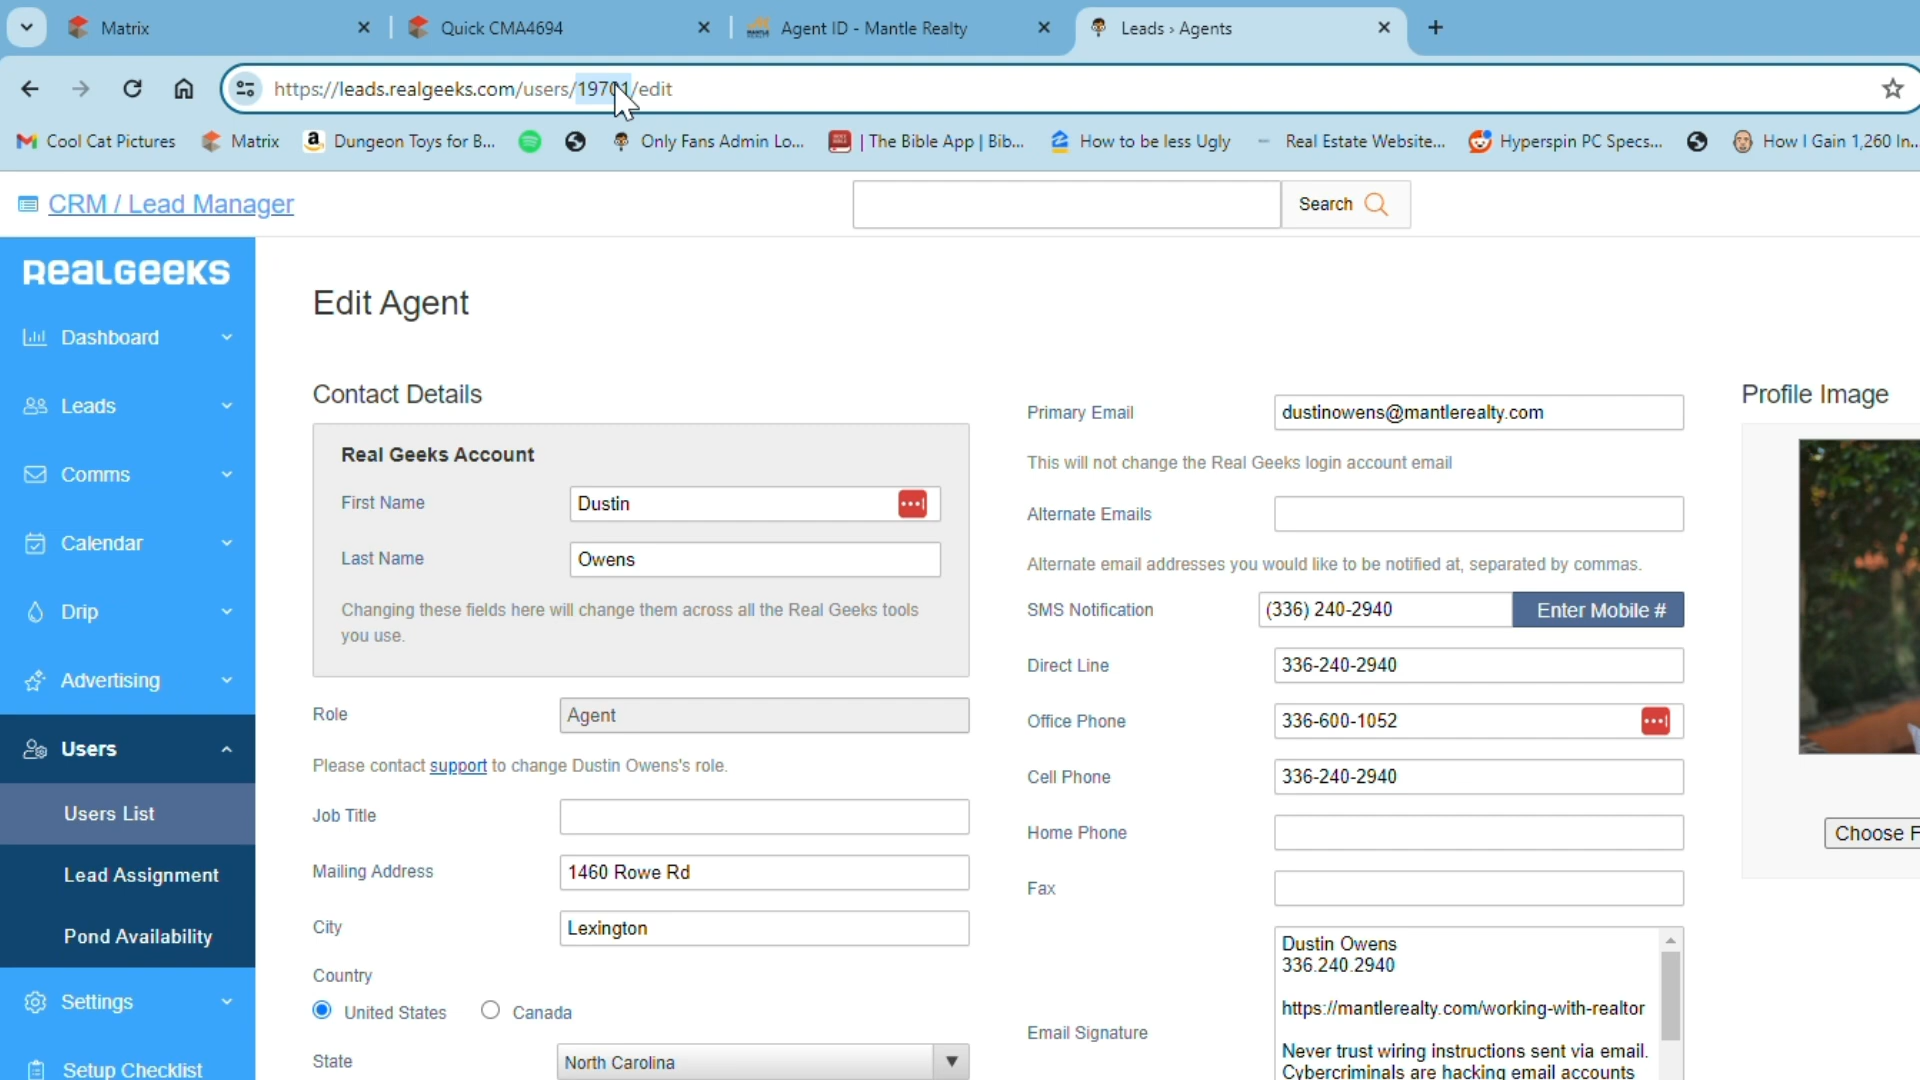 Matrix
Quick CMA4694
Agent ID - Mantle Realty
Leads › Agents
https://leads.realgeeks.com/users/19701/edit
Cool Cat Pictures
Matrix
Dungeon Toys for B...
Only Fans Admin Lo...
| The Bible App | Bib...
How to be less Ugly
Real Estate Website...
Hyperspin PC Specs...
How I Gain 1,260 In...
CRM / Lead Manager
Search
REALGEEKS
Dashboard
Leads
Comms
Calendar
Drip
Advertising
Users
Users List
Lead Assignment
Pond Availability
Settings
Setup Checklist
Edit Agent
Contact Details
Real Geeks Account
First Name
Dustin
Last Name
Owens
Changing these fields here will change them across all the Real Geeks tools
you use.
Role
Agent
Please contact support to change Dustin Owens's role.
Job Title
Mailing Address
1460 Rowe Rd
City
Lexington
Country
United States
Canada
State
North Carolina
Primary Email
dustinowens@mantlerealty.com
This will not change the Real Geeks login account email
Alternate Emails
Alternate email addresses you would like to be notified at, separated by commas.
SMS Notification
(336) 240-2940
Enter Mobile #
Direct Line
336-240-2940
Office Phone
336-600-1052
Cell Phone
336-240-2940
Home Phone
Fax
Email Signature
Dustin Owens
336.240.2940
https://mantlerealty.com/working-with-realtor
Never trust wiring instructions sent via email.
Cybercriminals are hacking email accounts
Profile Image
Choose F